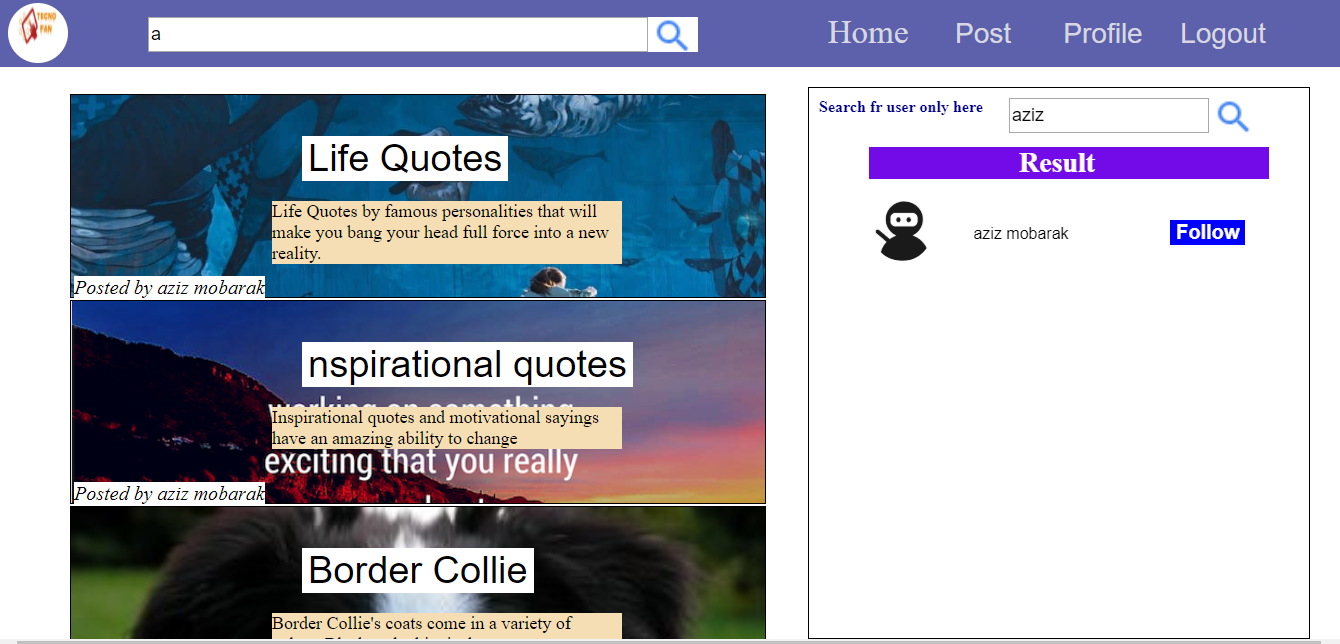 TECNO
FAN
a
Home
Post
Profile
Logout
Life Quotes
Life Quotes by famous personalities that will
make you bang your head full force into a new
reality.
Posted by aziz mobarak
nspirational quotes
working on something
Inspirational quotes and motivational sayings
have an amazing ability to change
exciting that you really
Posted by aziz mobarak
Border Collie
Border Collie's coats come in a variety of
Search fr user only here
aziz
Result
aziz mobarak
Follow